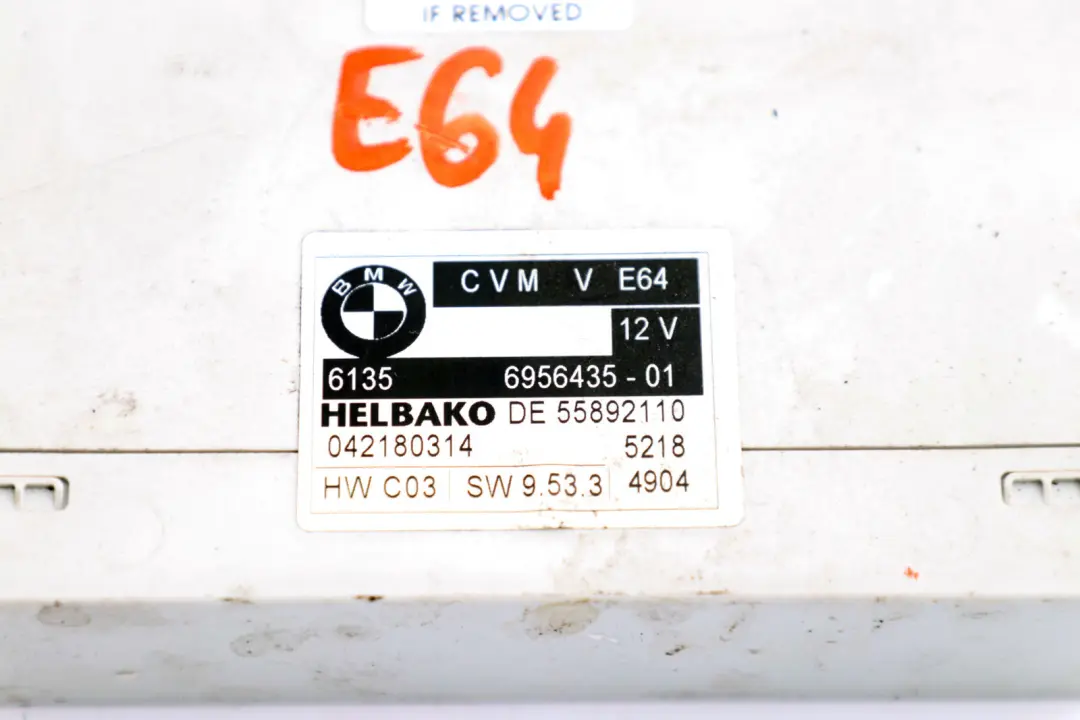 IF REMOVED
E64
BMW
CVM V E64
12 V
6135 6956435 - 01
HELBAKO DE 55892110
042180314 5218
HW C03 SW 9.53.3 4904